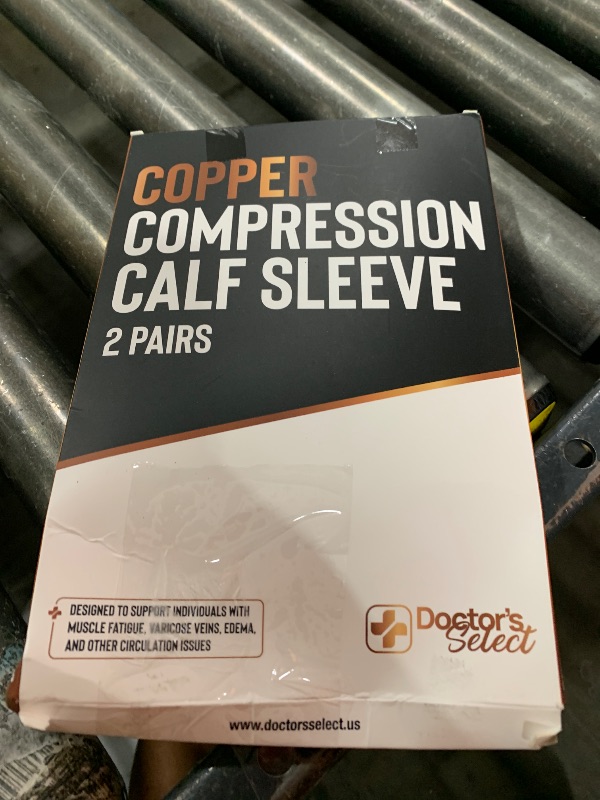 COPPER
COMPRESSION
CALF SLEEVE
2 PAIRS
DESIGNED TO SUPPORT INDIVIDUALS WITH
MUSCLE FATIGUE, VARICOSE VEINS, EDEMA,
AND OTHER CIRCULATION ISSUES
Doctor's
Select
www.doctorsselect.us